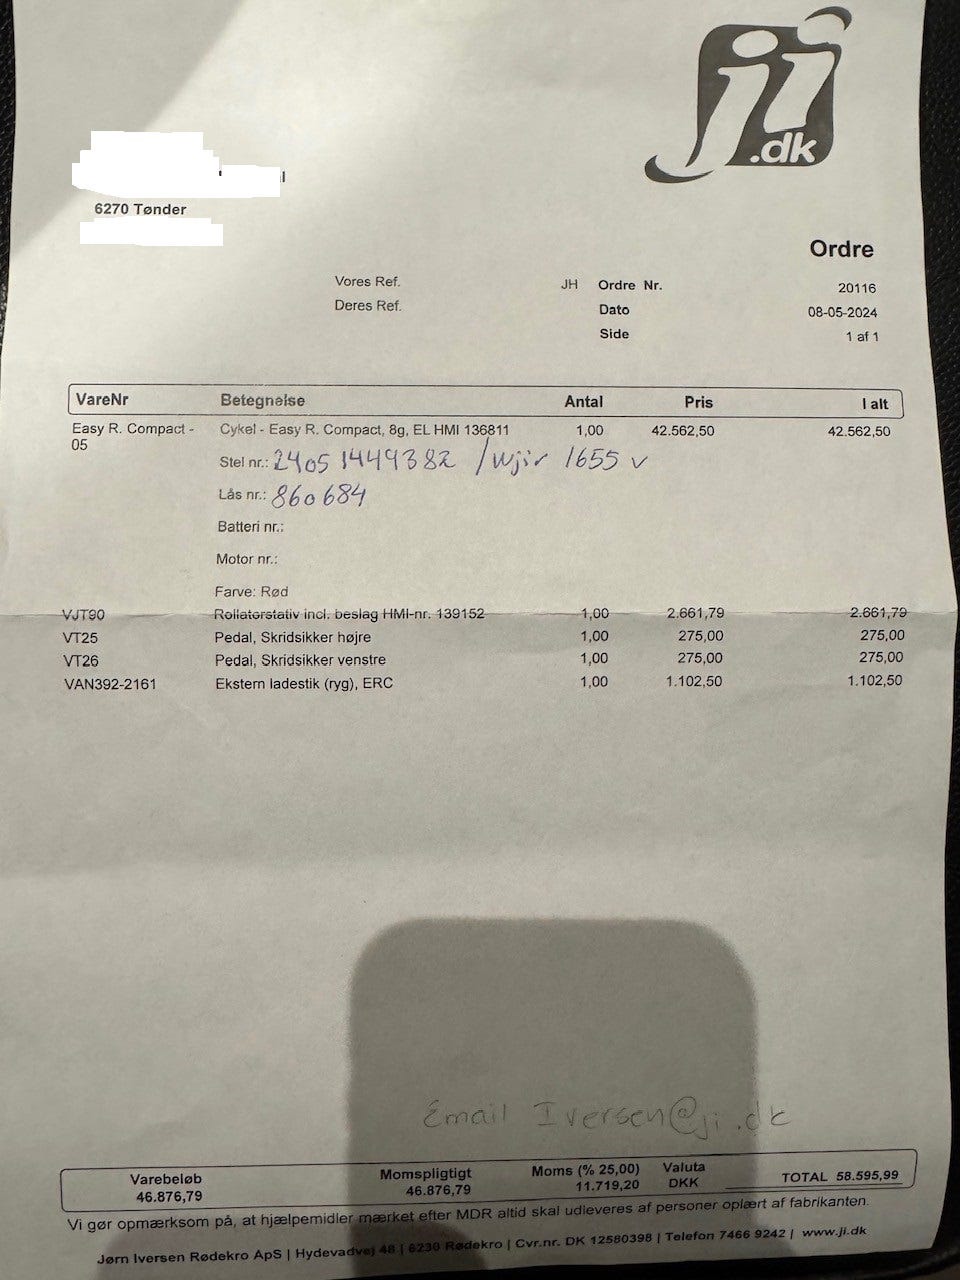 ji.dk
6270 Tønder
Ordre
Vores Ref. JH Ordre Nr. 20116
Deres Ref. Dato 08-05-2024
Side 1 af 1
VareNr Betegnelse Antal Pris I alt
Easy R. Compact - 05 Cykel - Easy R. Compact, 8g, EL HMI 136811 1,00 42.562,50 42.562,50
Stel nr.: 24051449382 / Wjir 1655 v
Lås nr.: 860684
Batteri nr.:
Motor nr.:
Farve: Rød
VJT90 Rollatorstativ incl. beslag HMI-nr. 139152 1,00 2.661,79 2.661,79
VT25 Pedal, Skridsikker højre 1,00 275,00 275,00
VT26 Pedal, Skridsikker venstre 1,00 275,00 275,00
VAN392-2161 Ekstern ladestik (ryg), ERC 1,00 1.102,50 1.102,50
Email Iversen@ji.dk
Varebeløb Momspligtigt Moms (% 25,00) Valuta
46.876,79 46.876,79 11.719,20 DKK TOTAL 58.595,99
Vi gør opmærksom på, at hjælpemidler mærket efter MDR altid skal udleveres af personer oplært af fabrikanten.
Jørn Iversen Rødekro ApS | Hydevadvej 48 | 6230 Rødekro | Cvr.nr. DK 12580398 | Telefon 7466 9242 | www.ji.dk